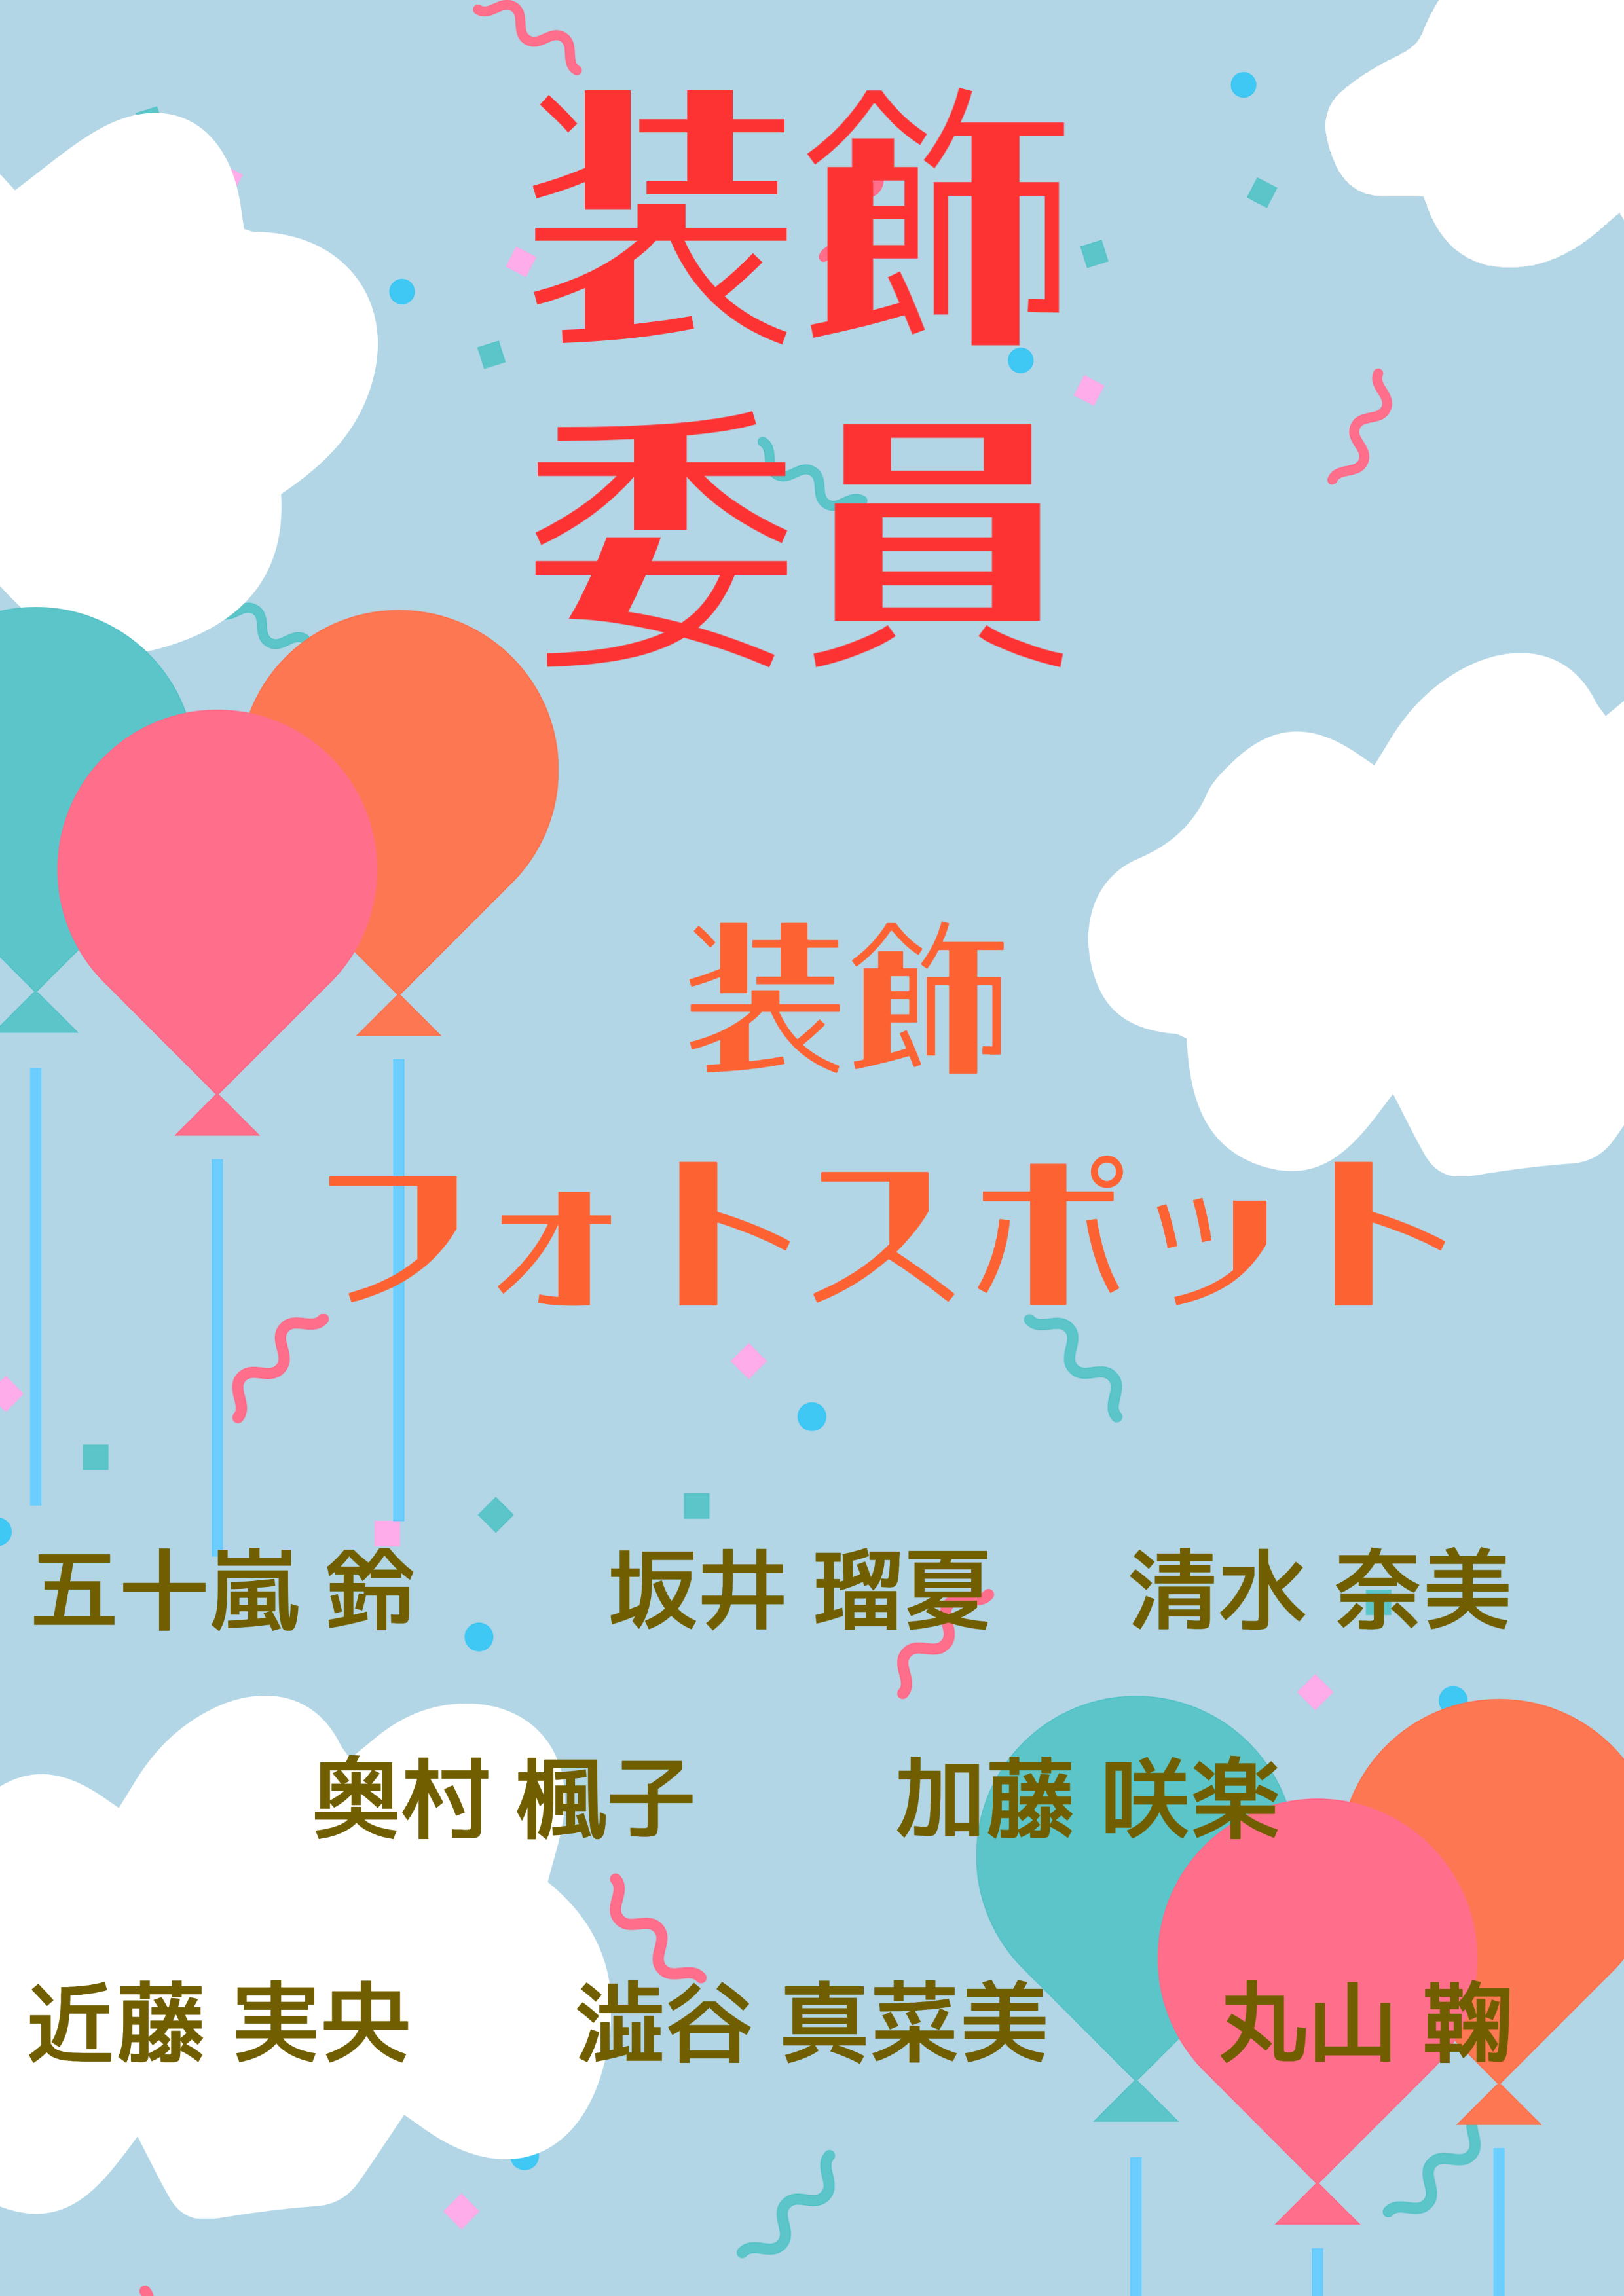 装飾
委員
装飾
フォトスポット
五十嵐 鈴 坂井 瑠夏 清水 奈美
奥村 楓子 加藤 咲楽
近藤 美央 澁谷 真菜美 丸山 翔